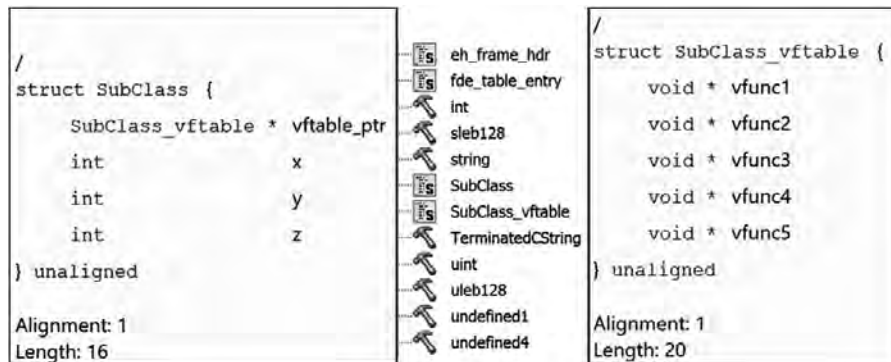 /
struct SubClass {
SubClass_vftable * vftable_ptr
int x
int y
int z
} unaligned
Alignment: 1
Length: 16
eh_frame_hdr
fde_table_entry
int
sleb128
string
SubClass
SubClass_vftable
TerminatedCString
uint
uleb128
undefined1
undefined4
/
struct SubClass_vftable {
void * vfunc1
void * vfunc2
void * vfunc3
void * vfunc4
void * vfunc5
} unaligned
Alignment: 1
Length: 20